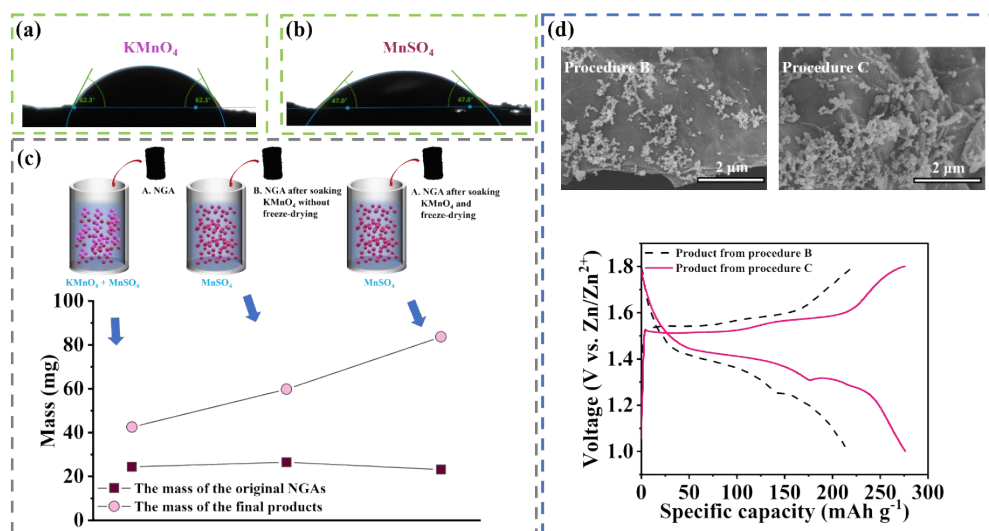 (a)
KMnO₄
62.3°
62.3°
(b)
MnSO₄
47.0°
47.0°
(c)
A. NGA
B. NGA after soaking
KMnO₄ without
freeze-drying
A. NGA after soaking
KMnO₄ and
freeze-drying
KMnO₄ + MnSO₄
MnSO₄
MnSO₄
Mass (mg)
100
80
60
40
20
0
The mass of the original NGAs
The mass of the final products
(d)
Procedure B
2 μm
Procedure C
2 μm
Voltage (V vs. Zn/Zn²⁺)
1.8
1.6
1.4
1.2
1.0
Product from procedure B
Product from procedure C
0
50
100
150
200
250
300
Specific capacity (mAh g⁻¹)